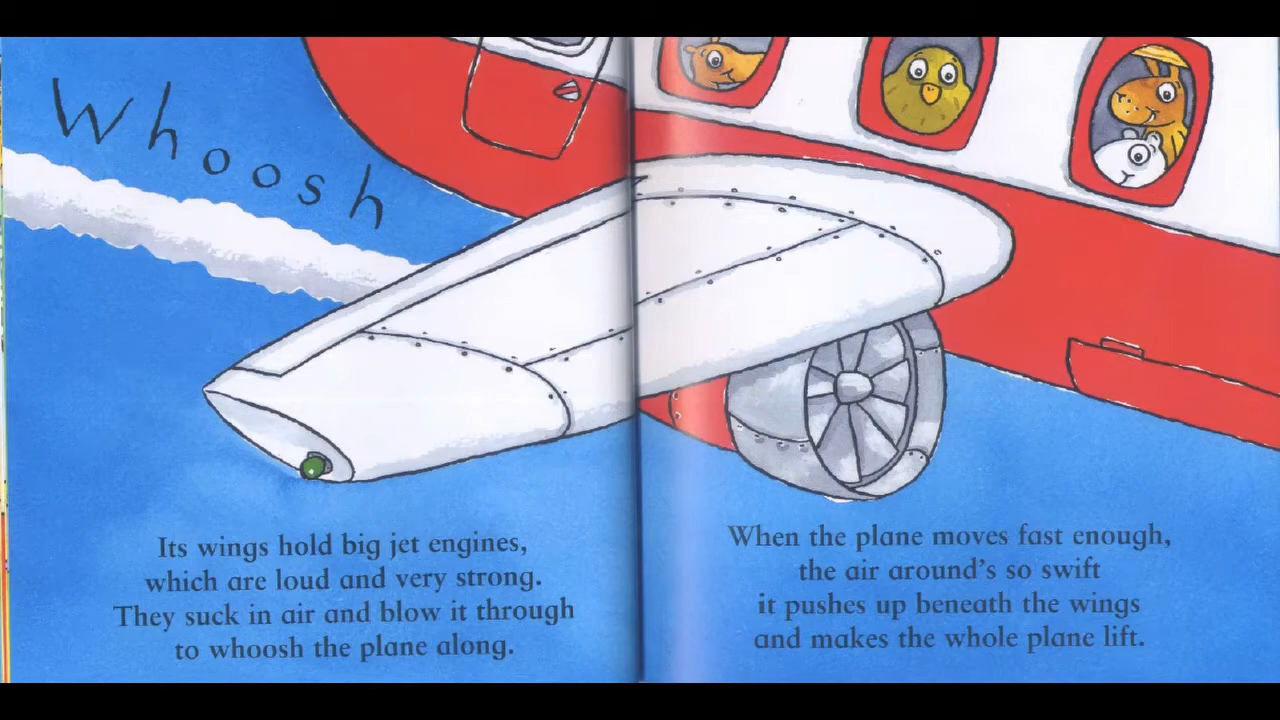 Whoosh
Its wings hold big jet engines,
which are loud and very strong.
They suck in air and blow it through
to whoosh the plane along.
When the plane moves fast enough,
the air around's so swift
it pushes up beneath the wings
and makes the whole plane lift.